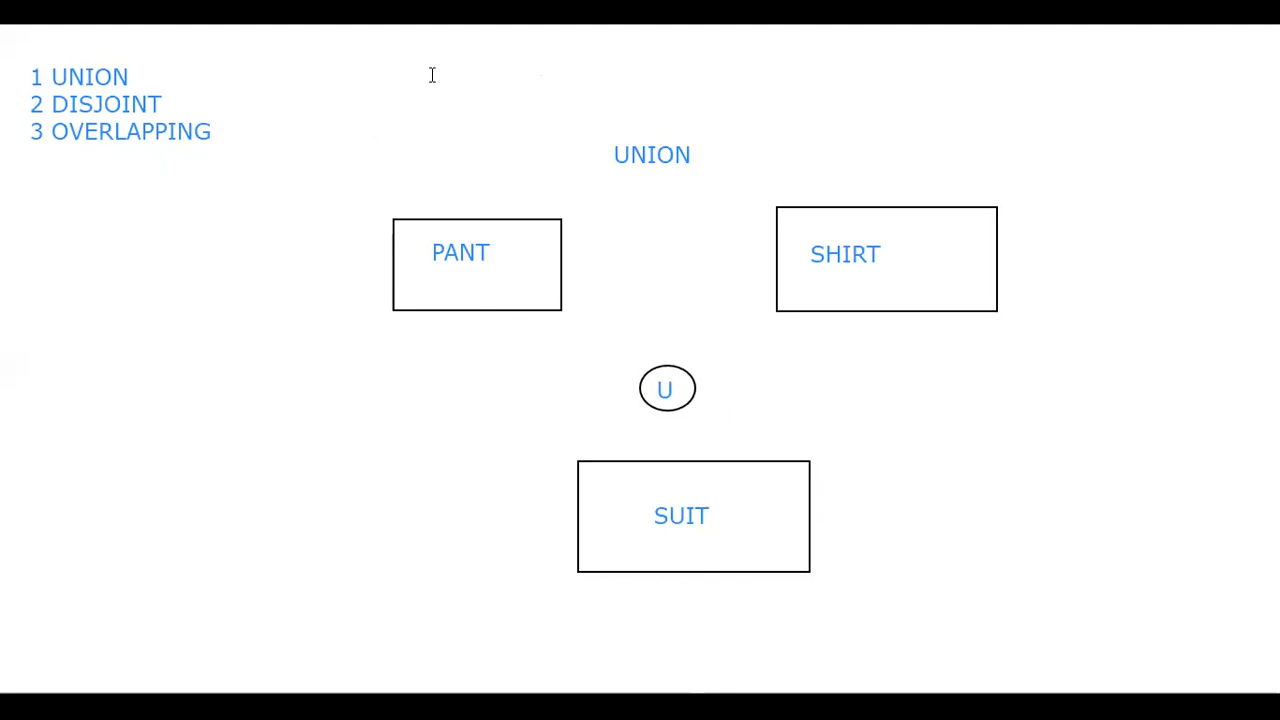 1 UNION
2 DISJOINT
3 OVERLAPPING
UNION
PANT
SHIRT
U
SUIT